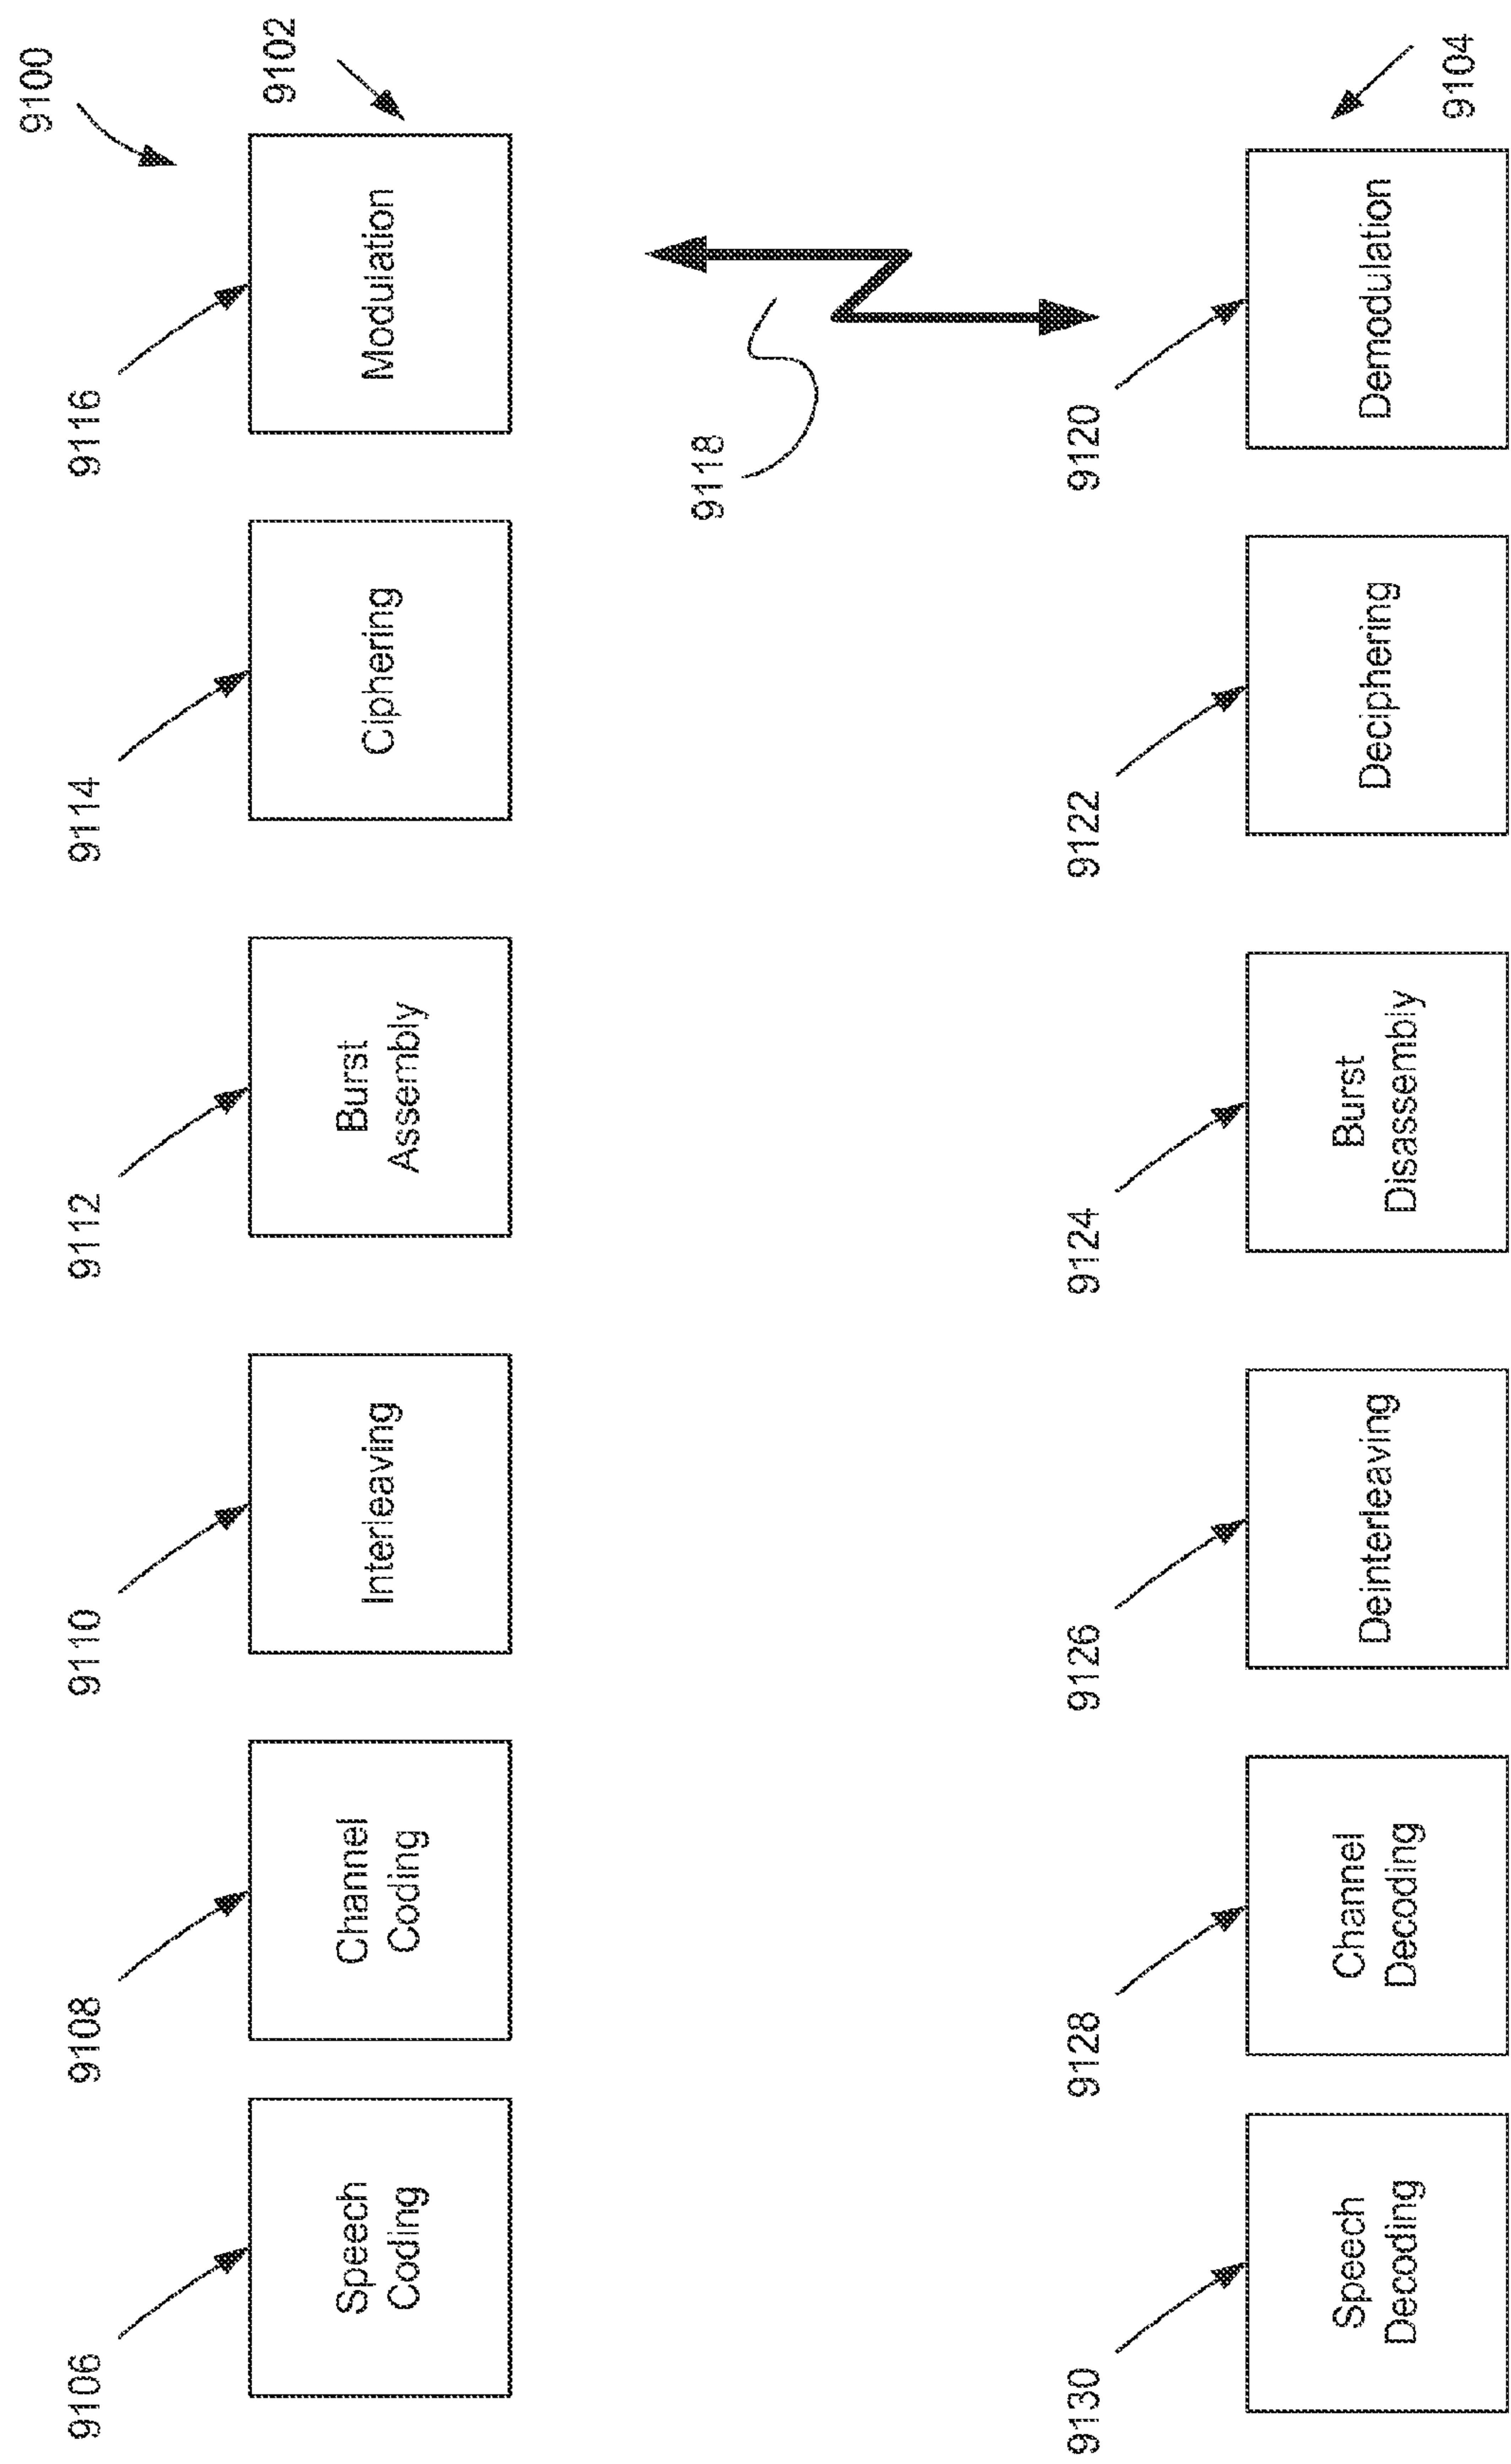 9100
9102
9106
9108
9110
9112
9114
9116
Speech
Coding
Channel
Coding
Interleaving
Burst
Assembly
Ciphering
Modulation
9118
9130
9128
9126
9124
9122
9120
Speech
Decoding
Channel
Decoding
Deinterleaving
Burst
Disassembly
Deciphering
Demodulation
9104